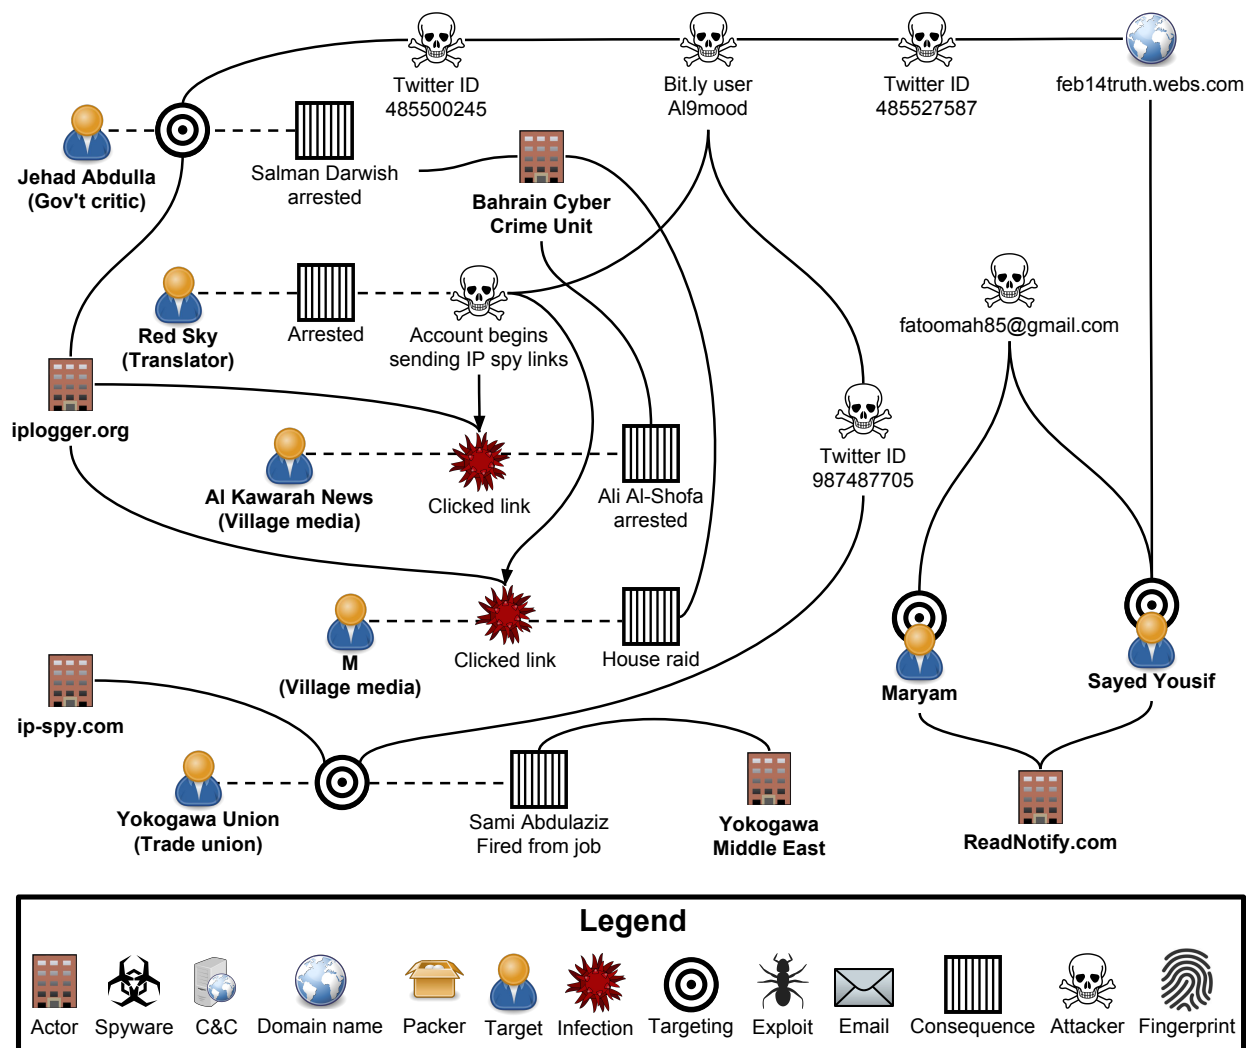 Twitter ID
485500245
Bit.ly user
Al9mood
Twitter ID
485527587
feb14truth.webs.com
Jehad Abdulla
(Gov't critic)
Salman Darwish
arrested
Bahrain Cyber
Crime Unit
Red Sky
(Translator)
Arrested
Account begins
sending IP spy links
fatoomah85@gmail.com
iplogger.org
Al Kawarah News
(Village media)
Clicked link
Ali Al-Shofa
arrested
Twitter ID
987487705
M
(Village media)
Clicked link
House raid
Maryam
Sayed Yousif
ip-spy.com
Yokogawa Union
(Trade union)
Sami Abdulaziz
Fired from job
Yokogawa
Middle East
ReadNotify.com
Legend
Actor
Spyware
C&C
Domain name
Packer
Target
Infection
Targeting
Exploit
Email
Consequence
Attacker
Fingerprint